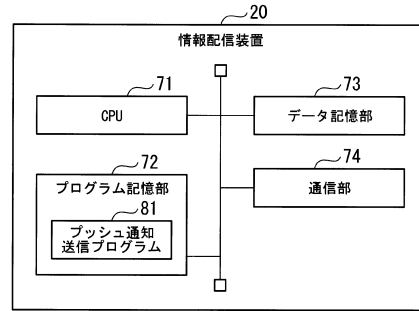 20
情報配信装置
71
CPU
73
データ記憶部
72
プログラム記憶部
81
プッシュ通知
送信プログラム
74
通信部